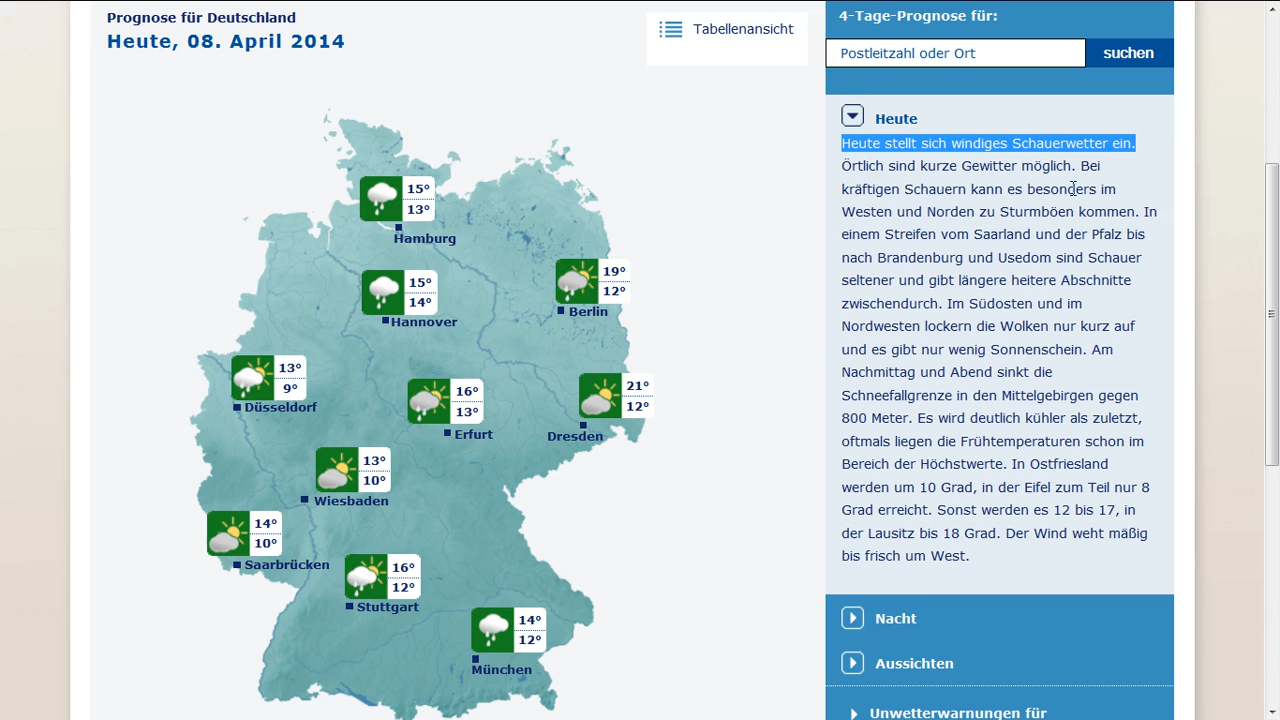 Prognose für Deutschland
Heute, 08. April 2014
Tabellenansicht
15°
13°
Hamburg
15°
14°
Hannover
19°
12°
Berlin
13°
9°
Düsseldorf
16°
13°
Erfurt
21°
12°
Dresden
13°
10°
Wiesbaden
14°
10°
Saarbrücken
16°
12°
Stuttgart
14°
12°
München
4-Tage-Prognose für:
Postleitzahl oder Ort
suchen
Heute
Heute stellt sich windiges Schauerwetter ein.
Örtlich sind kurze Gewitter möglich. Bei
kräftigen Schauern kann es besonders im
Westen und Norden zu Sturmböen kommen. In
einem Streifen vom Saarland und der Pfalz bis
nach Brandenburg und Usedom sind Schauer
seltener und gibt längere heitere Abschnitte
zwischendurch. Im Südosten und im
Nordwesten lockern die Wolken nur kurz auf
und es gibt nur wenig Sonnenschein. Am
Nachmittag und Abend sinkt die
Schneefallgrenze in den Mittelgebirgen gegen
800 Meter. Es wird deutlich kühler als zuletzt,
oftmals liegen die Frühtemperaturen schon im
Bereich der Höchstwerte. In Ostfriesland
werden um 10 Grad, in der Eifel zum Teil nur 8
Grad erreicht. Sonst werden es 12 bis 17, in
der Lausitz bis 18 Grad. Der Wind weht mäßig
bis frisch um West.
Nacht
Aussichten
Unwetterwarnungen für